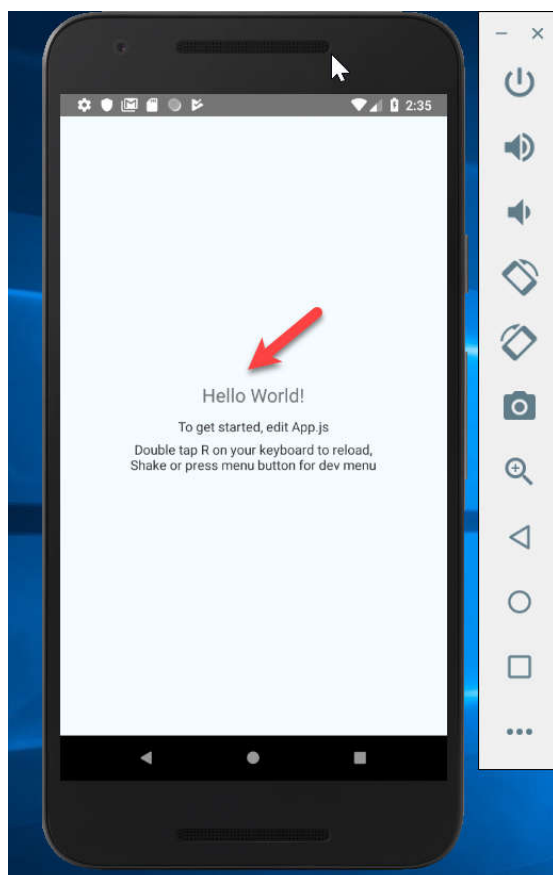 2:35
Hello World!
To get started, edit App.js
Double tap R on your keyboard to reload,
Shake or press menu button for dev menu